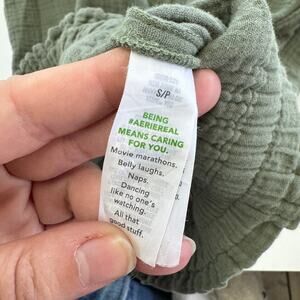 S/P
BEING
#AERIEREAL
MEANS CARING
FOR YOU.
Movie marathons.
Belly laughs.
Naps.
Dancing
like no one's
watching.
All that
good stuff.